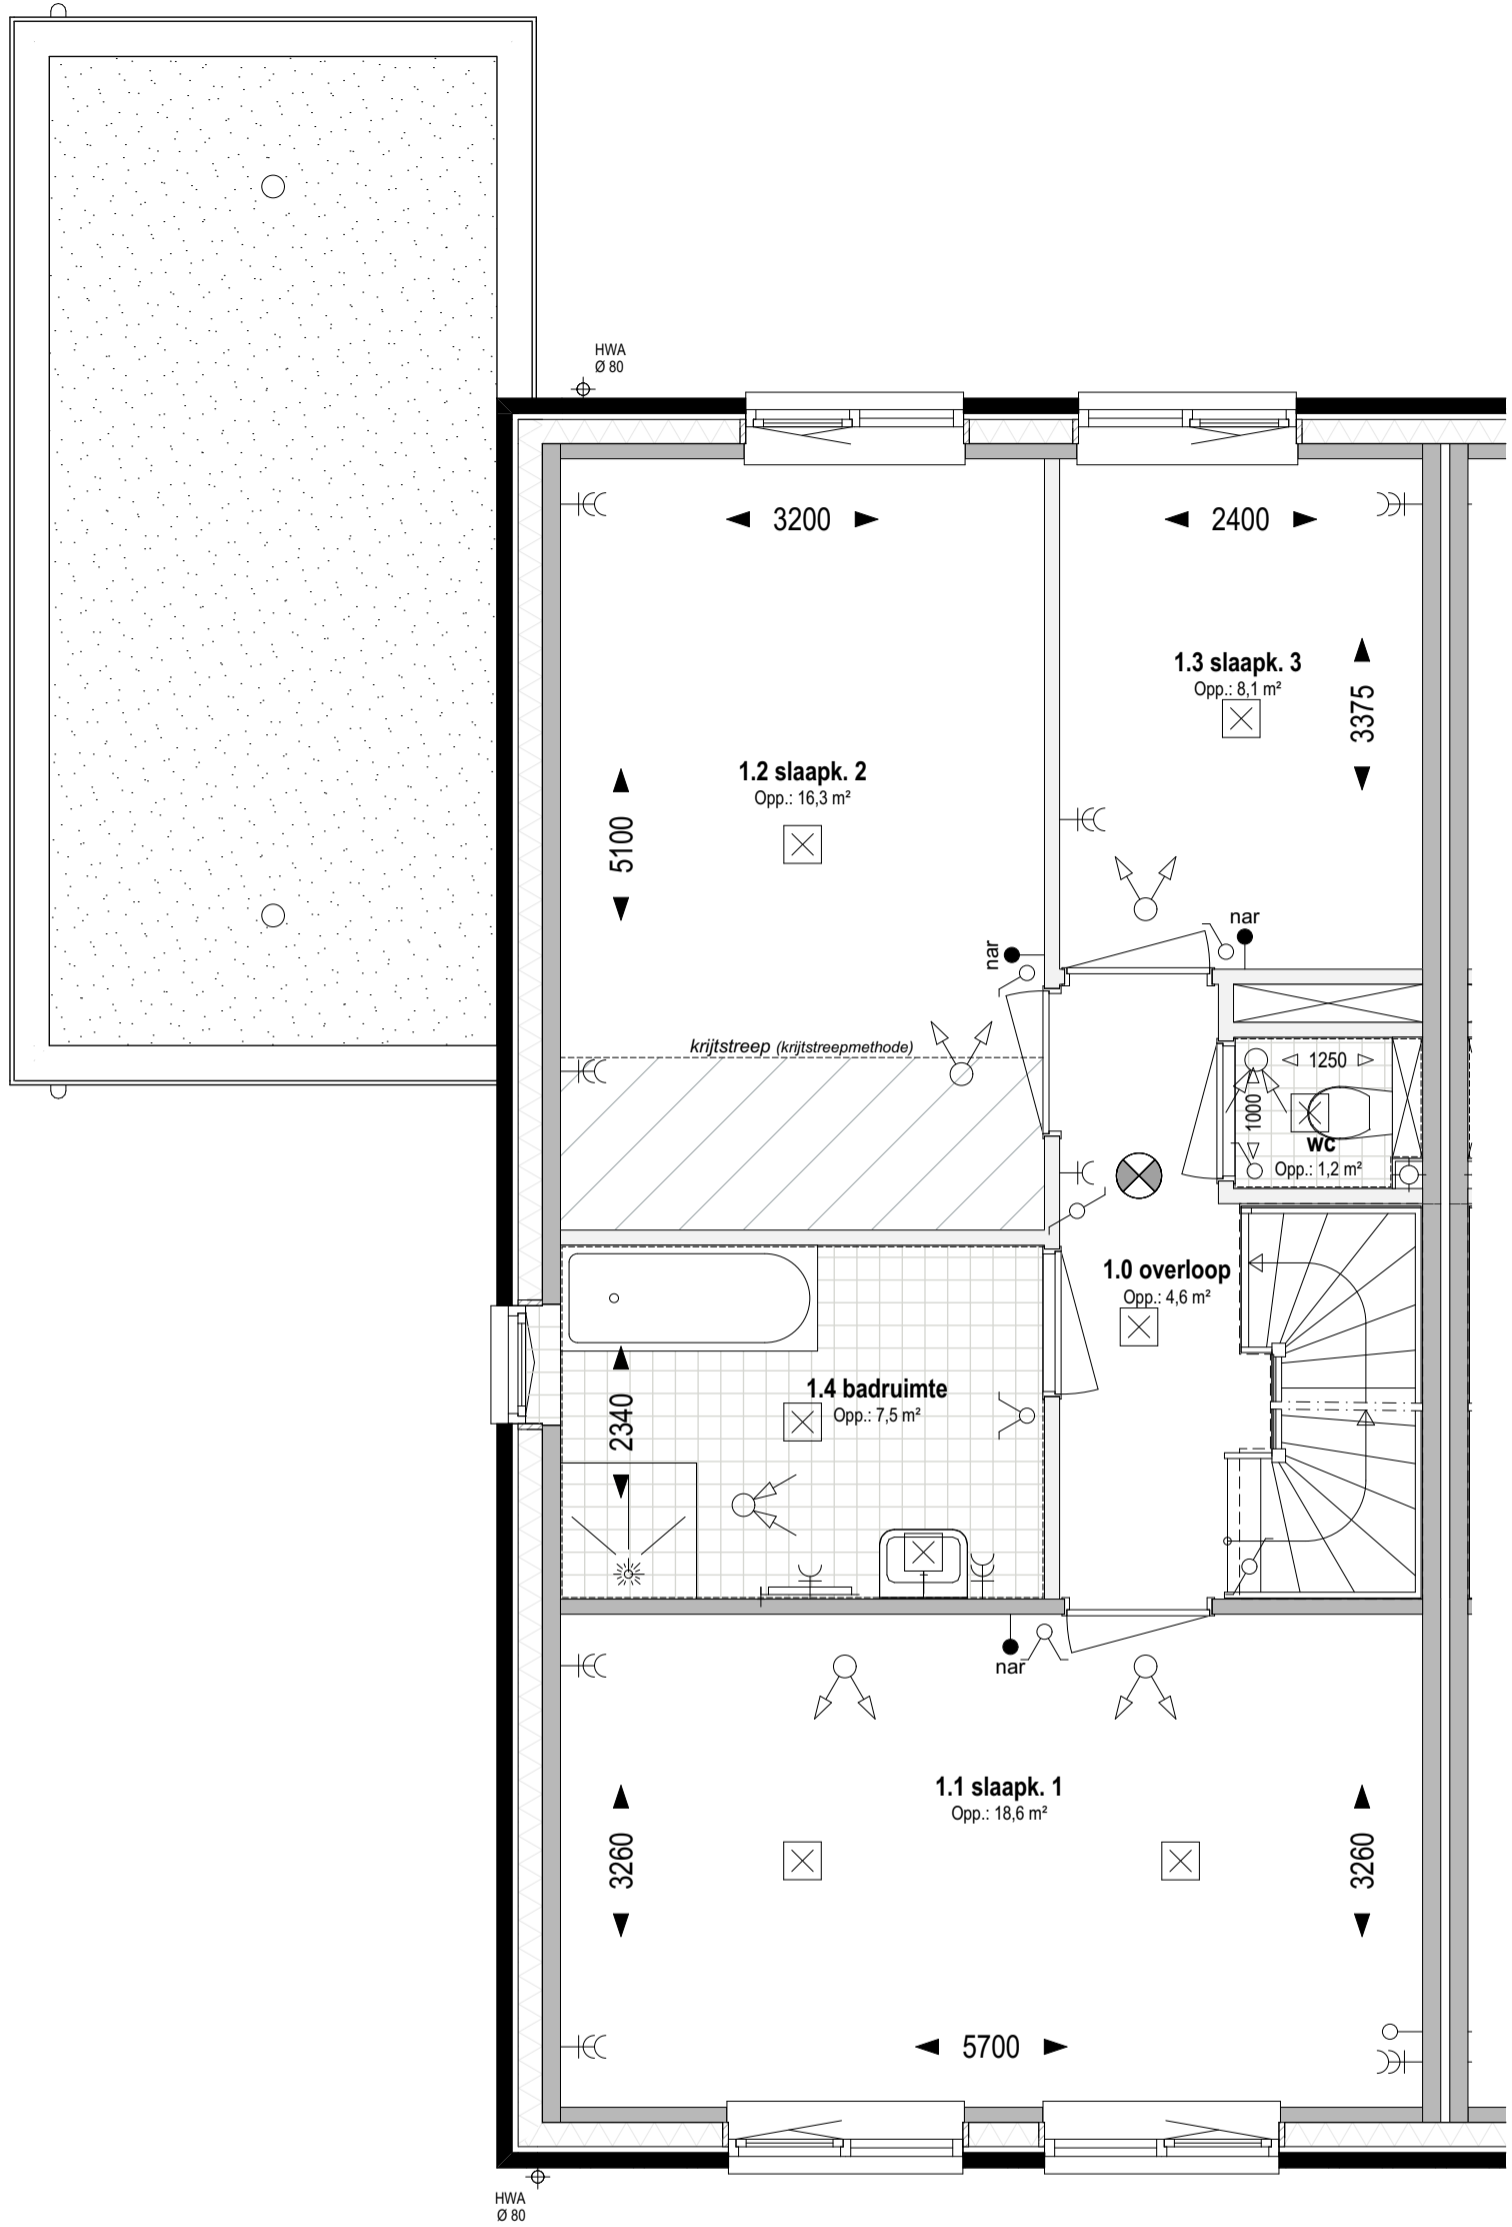 HWA
Ø 80
3200
2400
1.3 slaapk. 3
Opp.: 8,1 m²
3375
1.2 slaapk. 2
Opp.: 16,3 m²
5100
nar
nar
krijtstreep (krijtstreepmethode)
1250
1000
wc
Opp.: 1,2 m²
1.0 overloop
Opp.: 4,6 m²
1.4 badruimte
Opp.: 7,5 m²
2340
nar
1.1 slaapk. 1
Opp.: 18,6 m²
3260
3260
5700
HWA
Ø 80